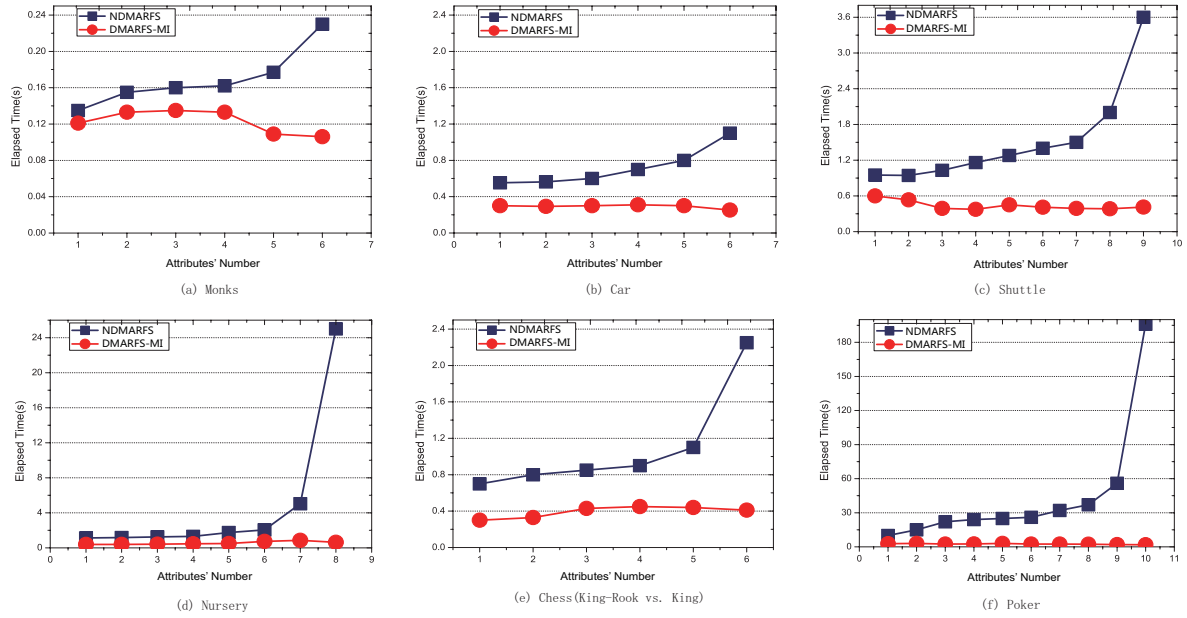 NDMARFS
DMARFS-MI
0.24
0.20
0.16
0.12
0.08
0.04
0.00
Elapsed Time(s)
1 2 3 4 5 6 7
Attributes' Number
(a) Monks
NDMARFS
DMARFS-MI
2.4
2.0
1.6
1.2
0.8
0.4
0.0
Elapsed Time(s)
0 1 2 3 4 5 6 7
Attributes' Number
(b) Car
NDMARFS
DMARFS-MI
3.6
3.0
2.4
1.8
1.2
0.6
0.0
Elapsed Time(s)
1 2 3 4 5 6 7 8 9 10
Attributes' Number
(c) Shuttle
NDMARFS
DMARFS-MI
24
20
16
12
8
4
0
Elapsed Time(s)
0 1 2 3 4 5 6 7 8 9
Attributes' Number
(d) Nursery
NDMARFS
DMARFS-MI
2.4
2.0
1.6
1.2
0.8
0.4
0.0
Elapsed Time(s)
1 2 3 4 5 6
Attributes' Number
(e) Chess(King-Rook vs. King)
NDMARFS
DMARFS-MI
180
150
120
90
60
30
0
Elapsed Time(s)
0 1 2 3 4 5 6 7 8 9 10 11
Attributes' Number
(f) Poker